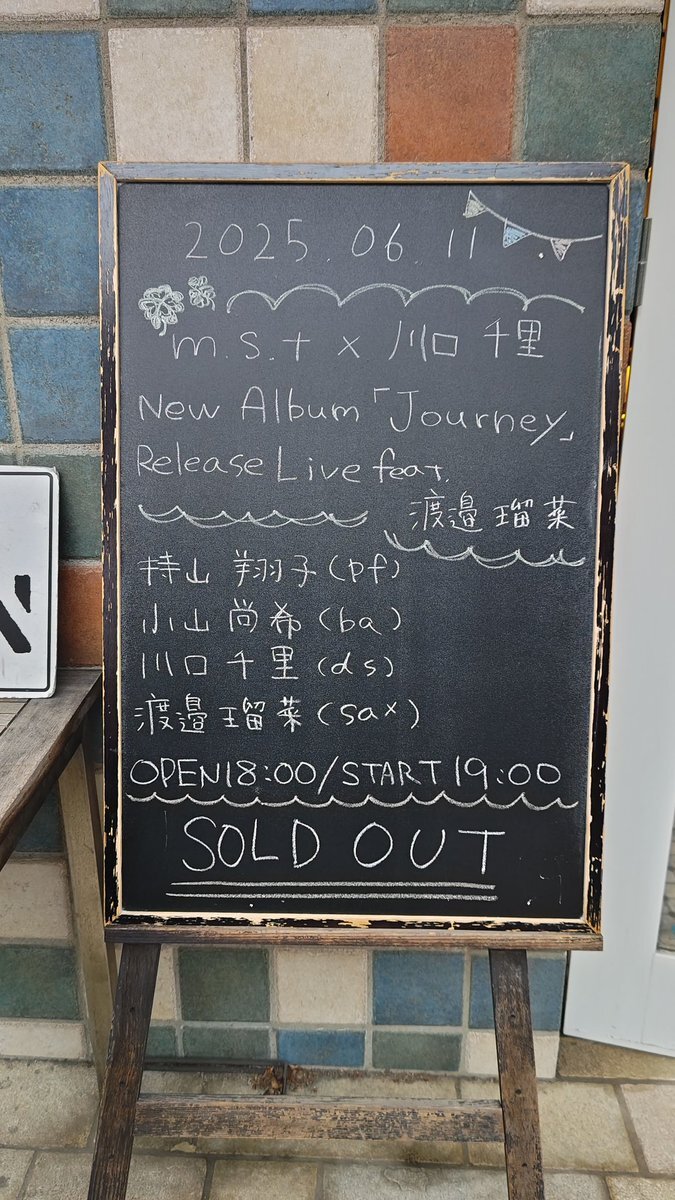 2025.06.11
m.s.t × 川口 千里
New Album「Journey」
Release Live feat.
渡邉 瑠菜
持山 翔子(pf)
小山 尚希(ba)
川口 千里(ds)
渡邉 瑠菜(sax)
OPEN18:00/START19:00
SOLD OUT